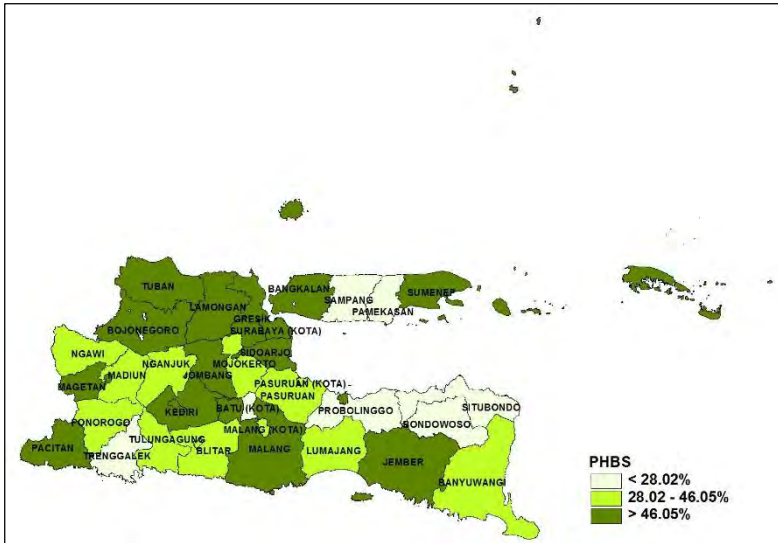 TUBAN
BANGKALAN
SAMPANG
SUMENEP
PAMEKASAN
LAMONGAN
GRESIK
BOJONEGORO
SURABAYA (KOTA)
SIDOARJO
NGAWI
NGANJUK
MOJOKERTO
MADIUN
JOMBANG
MAGETAN
PASURUAN (KOTA)
PASURUAN
KEDIRI
BATU (KOTA)
PROBOLINGGO
SITUBONDO
BONDOWOSO
PONOROGO
TULUNGAGUNG
MALANG (KOTA)
PACITAN
TRENGGALEK
BLITAR
MALANG
LUMAJANG
JEMBER
BANYUWANGI
PHBS
< 28.02%
28.02 - 46.05%
> 46.05%